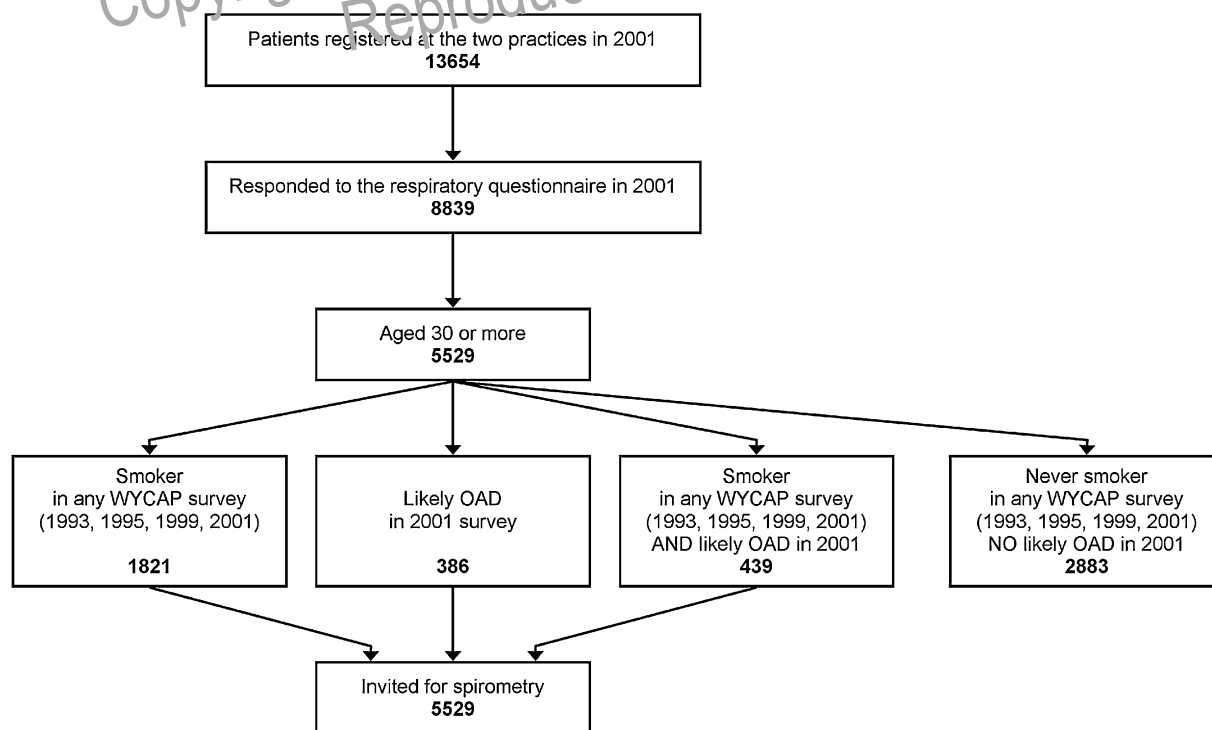 Copyrig
Reproduc
Patients registered at the two practices in 2001
13654
Responded to the respiratory questionnaire in 2001
8839
Aged 30 or more
5529
Smoker
in any WYCAP survey
(1993, 1995, 1999, 2001)
1821
Likely OAD
in 2001 survey
386
Smoker
in any WYCAP survey
(1993, 1995, 1999, 2001)
AND likely OAD in 2001
439
Never smoker
in any WYCAP survey
(1993, 1995, 1999, 2001)
NO likely OAD in 2001
2883
Invited for spirometry
5529